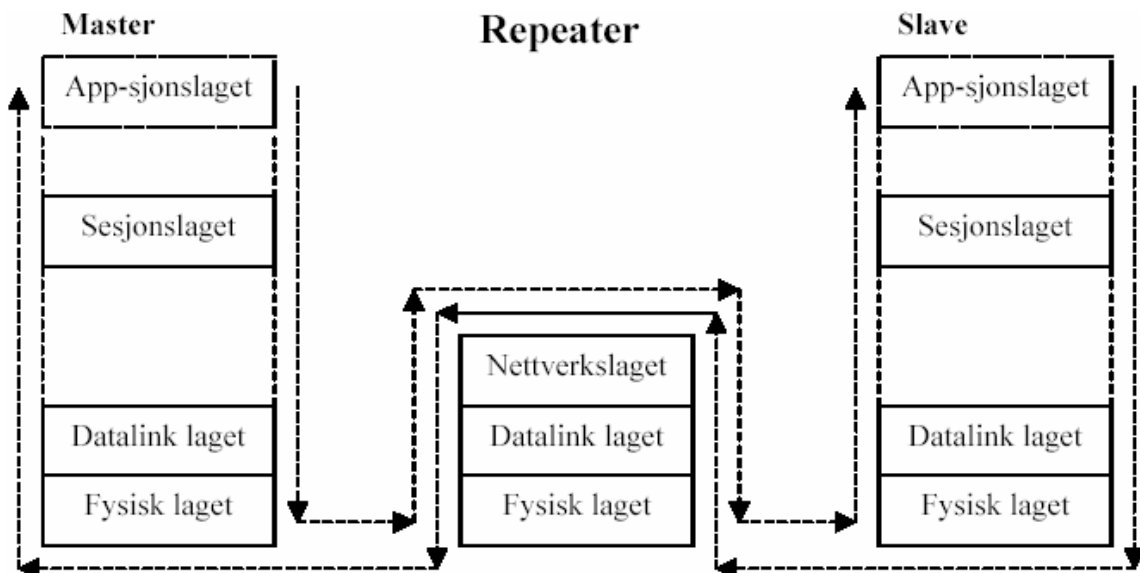 Master
Repeater
Slave
App-sjonslaget
App-sjonslaget
Sesjonslaget
Sesjonslaget
Nettverkslaget
Datalink laget
Datalink laget
Datalink laget
Fysisk laget
Fysisk laget
Fysisk laget